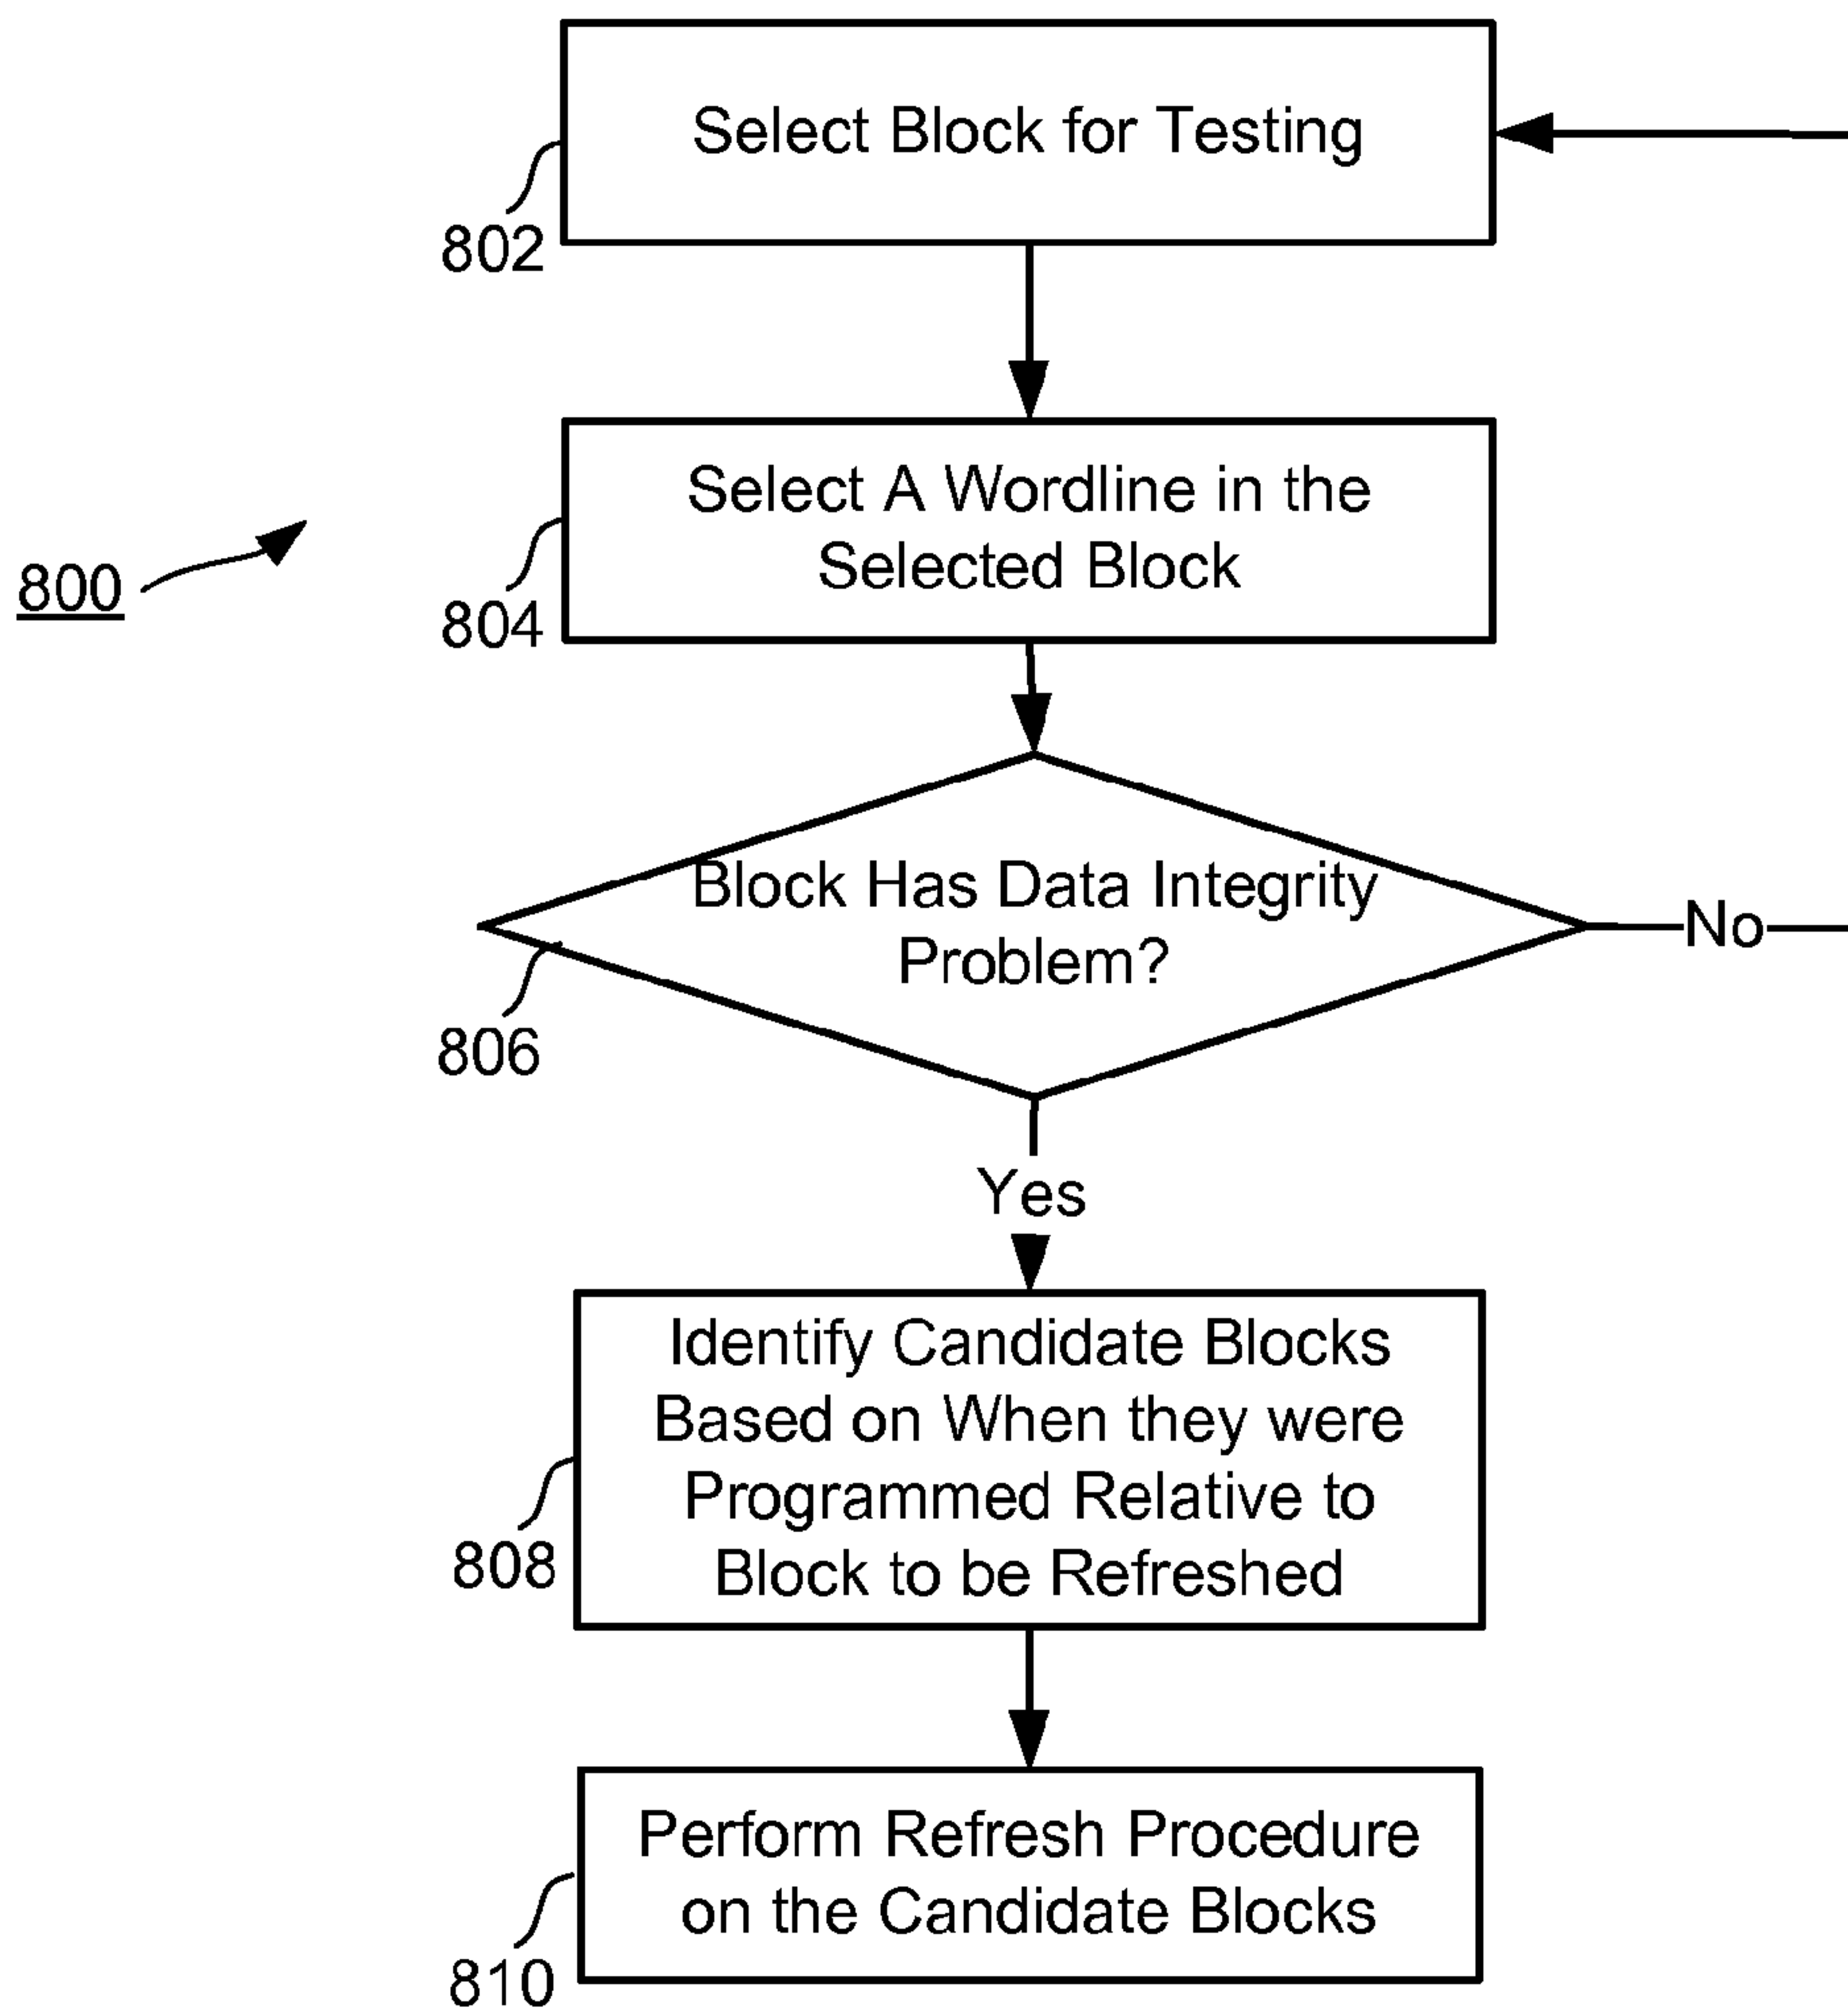 Select Block for Testing
802
800
Select A Wordline in the
Selected Block
804
Block Has Data Integrity
Problem?
No
806
Yes
Identify Candidate Blocks
Based on When they were
Programmed Relative to
Block to be Refreshed
808
Perform Refresh Procedure
on the Candidate Blocks
810